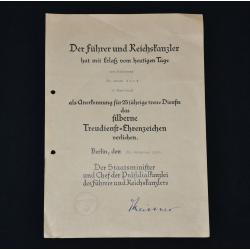 Der Führer und Reichskanzler
hat mit Erlaß vom heutigen Tage
als Anerkennung für 25jährige treue Dienste
das
silberne
Treudienst-Ehrenzeichen
verliehen.
Berlin, den
Der Staatsminister
und Chef der Präsidialkanzlei
des Führers und Reichskanzlers